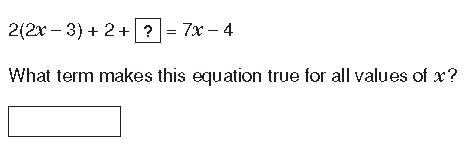 2(2x – 3) + 2 + ? = 7x – 4
What term makes this equation true for all values of x?